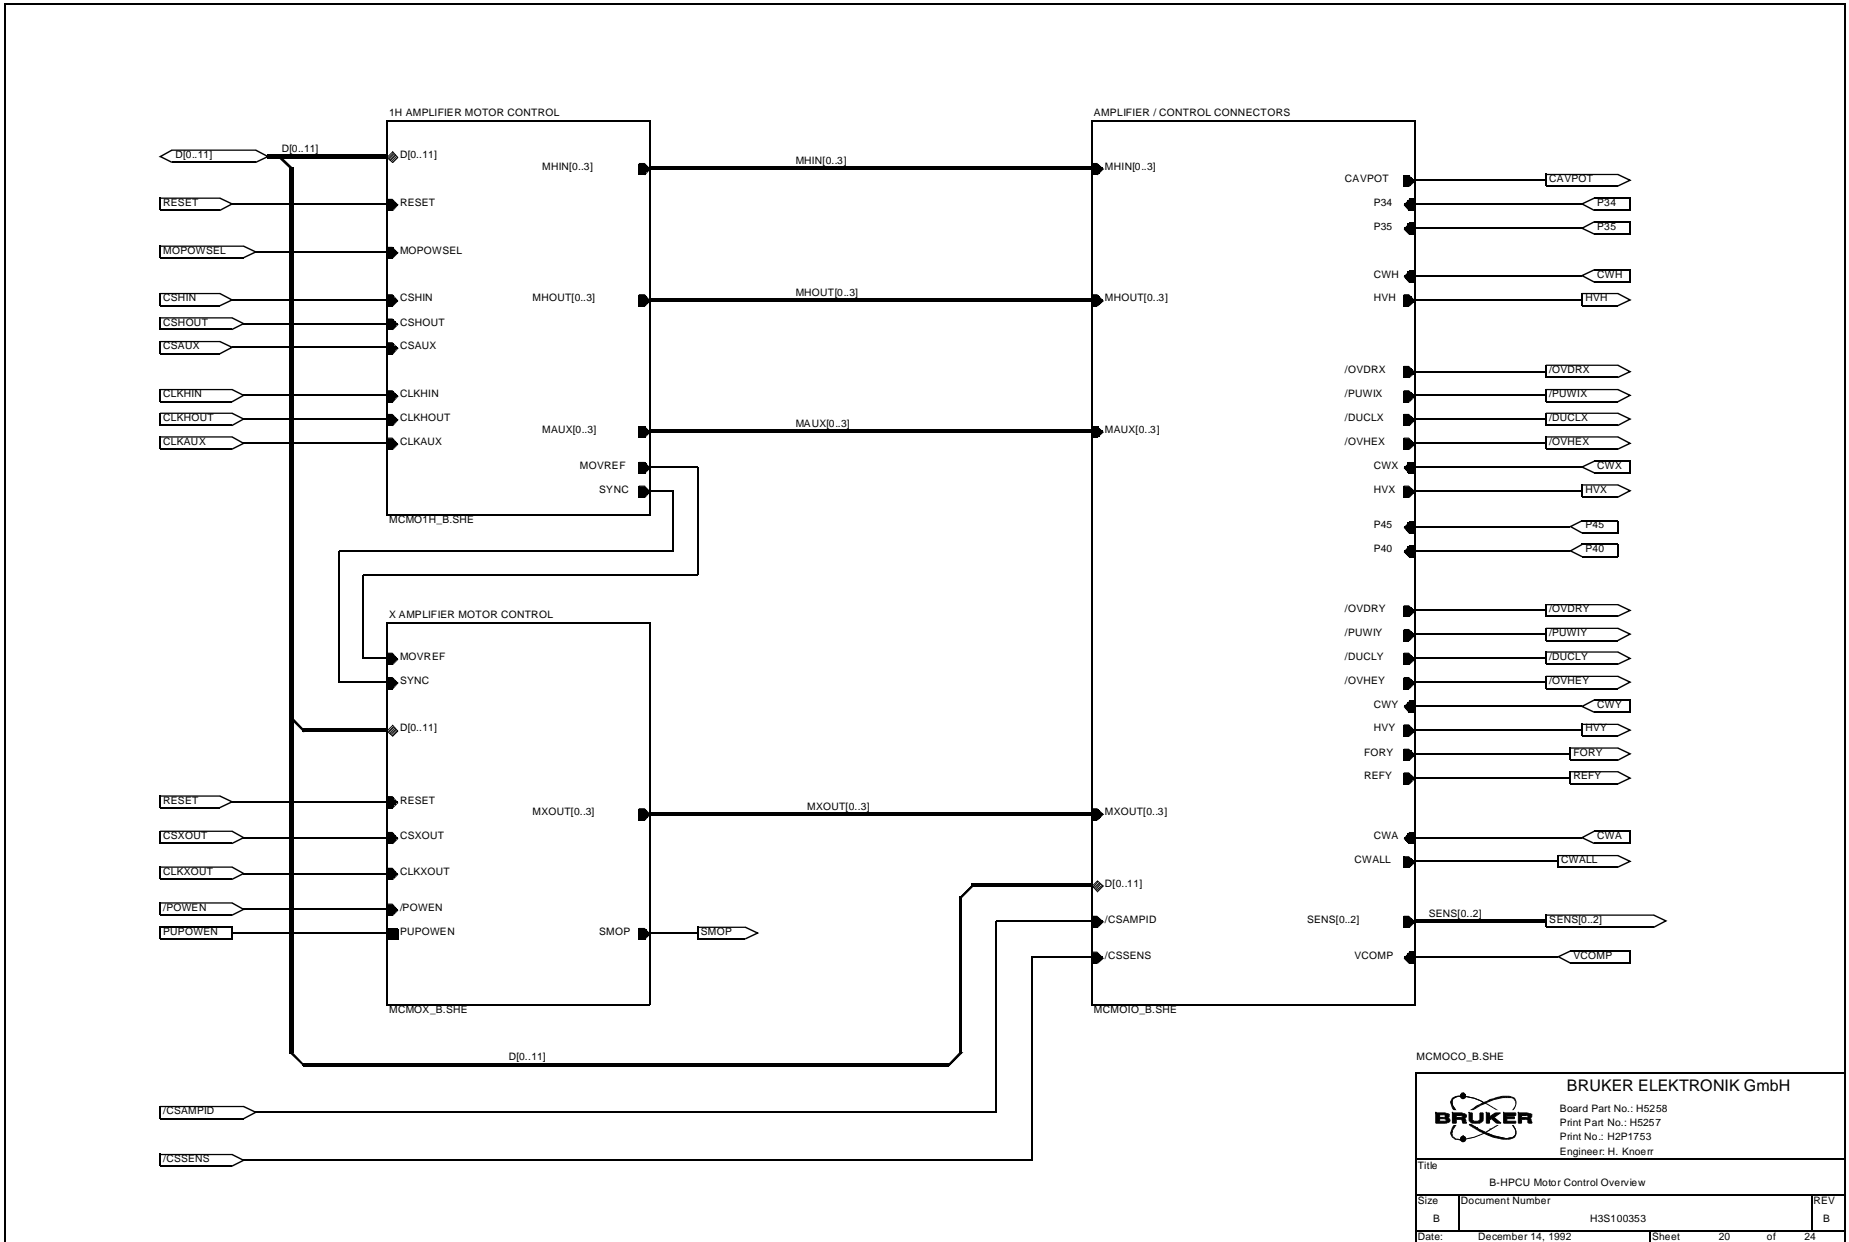 1H AMPLIFIER MOTOR CONTROL
D[0..11]
D[0..11]
D[0..11]
RESET
RESET
MOPOWSEL
MOPOWSEL
CSHIN
CSHIN
CSHOUT
CSHOUT
CSAUX
CSAUX
CLKHIN
CLKHIN
CLKHOUT
CLKHOUT
CLKAUX
CLKAUX
MHIN[0..3]
MHOUT[0..3]
MAUX[0..3]
MOVREF
SYNC
MCMO1H_B.SHE
MHIN[0..3]
MHOUT[0..3]
MAUX[0..3]
X AMPLIFIER MOTOR CONTROL
MOVREF
SYNC
D[0..11]
RESET
RESET
CSXOUT
CSXOUT
CLKXOUT
CLKXOUT
/POWEN
/POWEN
PUPOWEN
PUPOWEN
MXOUT[0..3]
SMOP
SMOP
MCMOX_B.SHE
MXOUT[0..3]
D[0..11]
/CSAMPID
/CSSENS
AMPLIFIER / CONTROL CONNECTORS
MHIN[0..3]
MHOUT[0..3]
MAUX[0..3]
MXOUT[0..3]
D[0..11]
/CSAMPID
/CSSENS
CAVPOT
CAVPOT
P34
P34
P35
P35
CWH
CWH
HVH
HVH
/OVDRX
/OVDRX
/PUWIX
/PUWIX
/DUCLX
/DUCLX
/OVHEX
/OVHEX
CWX
CWX
HVX
HVX
P45
P45
P40
P40
/OVDRY
/OVDRY
/PUWIY
/PUWIY
/DUCLY
/DUCLY
/OVHEY
/OVHEY
CWY
CWY
HVY
HVY
FORY
FORY
REFY
REFY
CWA
CWA
CWALL
CWALL
SENS[0..2]
SENS[0..2]
SENS[0..2]
VCOMP
VCOMP
MCMOIO_B.SHE
MCMOCO_B.SHE
BRUKER
BRUKER ELEKTRONIK GmbH
Board Part No.: H5258
Print Part No.: H5257
Print No.: H2P1753
Engineer: H. Knoerr
Title
B-HPCU Motor Control Overview
Size Document Number REV
B H3S100353 B
Date: December 14, 1992 Sheet 20 of 24